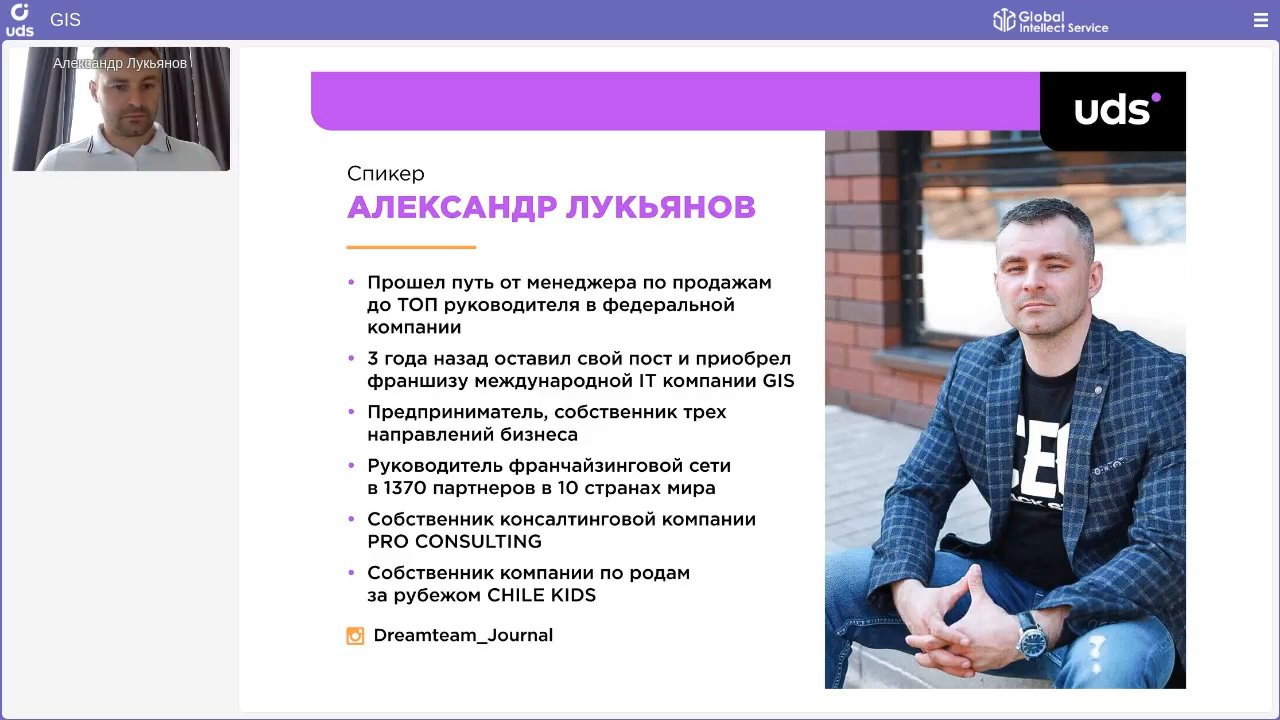 uds
GIS
Global
Intellect Service
Александр Лукьянов
uds
Спикер
АЛЕКСАНДР ЛУКЬЯНОВ
• Прошел путь от менеджера по продажам
до ТОП руководителя в федеральной
компании
• 3 года назад оставил свой пост и приобрел
франшизу международной IT компании GIS
• Предприниматель, собственник трех
направлений бизнеса
• Руководитель франчайзинговой сети
в 1370 партнеров в 10 странах мира
• Собственник консалтинговой компании
PRO CONSULTING
• Собственник компании по родам
за рубежом CHILE KIDS
Dreamteam_Journal